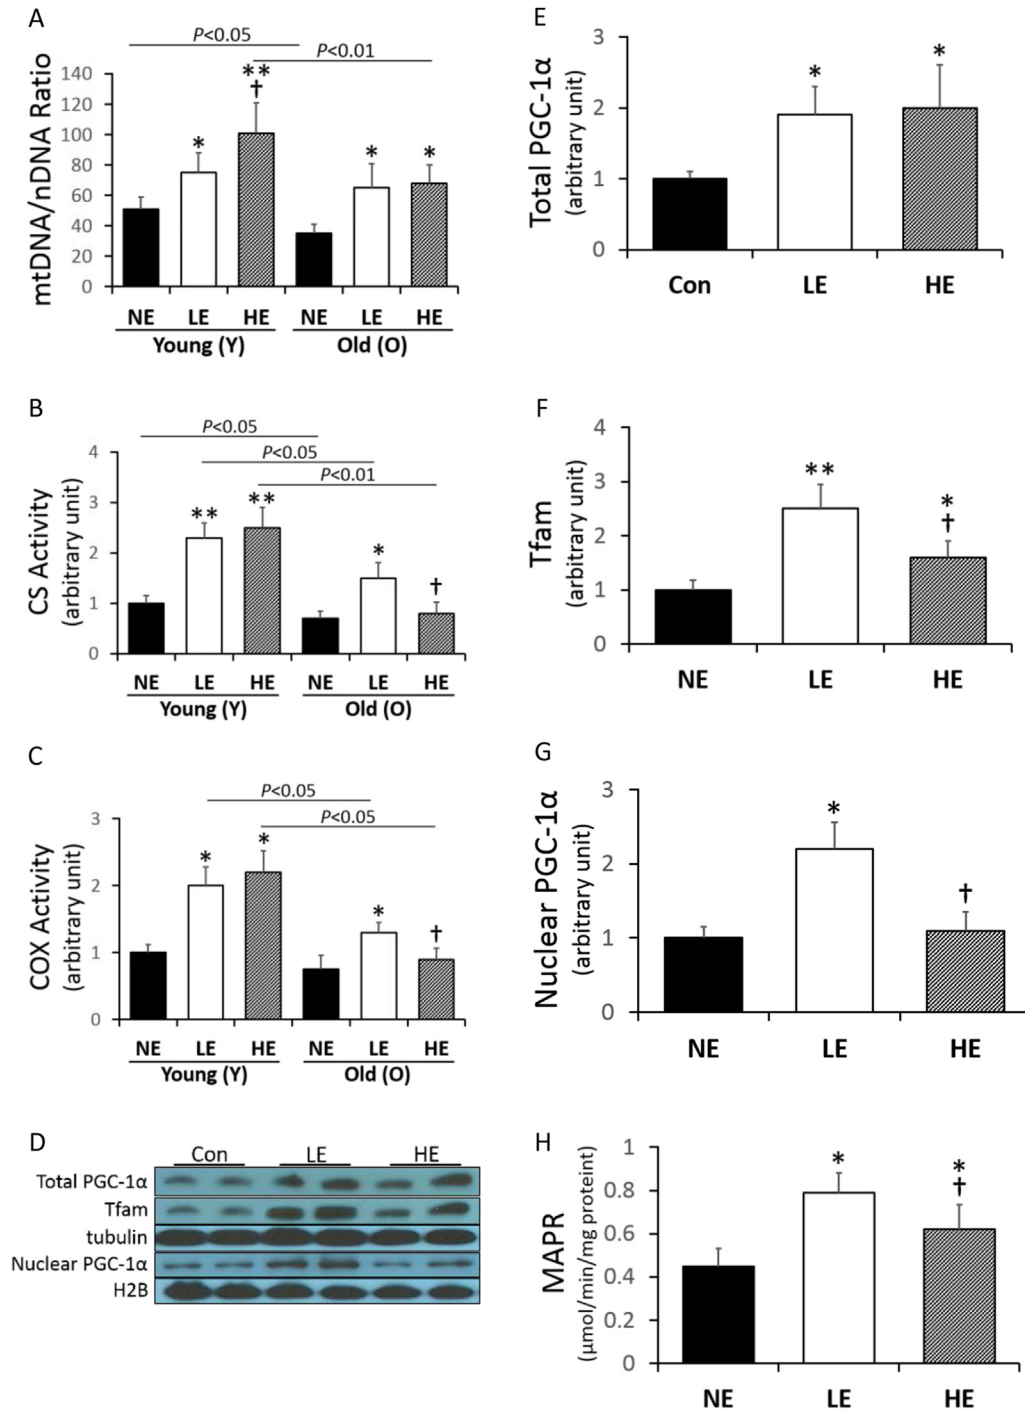 A
P<0.05
P<0.01
mtDNA/nDNA Ratio
140
120
100
80
60
40
20
0
*
**
†
*
*
NE LE HE NE LE HE
Young (Y) Old (O)
B
P<0.05
P<0.05
P<0.01
CS Activity
(arbitrary unit)
4
3
2
1
0
**
**
*
†
NE LE HE NE LE HE
Young (Y) Old (O)
C
P<0.05
P<0.05
COX Activity
(arbitrary unit)
3
2
1
0
*
*
*
†
NE LE HE NE LE HE
Young (Y) Old (O)
D
Con LE HE
Total PGC-1α
Tfam
tubulin
Nuclear PGC-1α
H2B
E
Total PGC-1α
(arbitrary unit)
3
2
1
0
*
*
Con LE HE
F
Tfam
(arbitrary unit)
4
3
2
1
0
**
*
†
NE LE HE
G
Nuclear PGC-1α
(arbitrary unit)
3
2
1
0
*
†
NE LE HE
H
MAPR
(μmol/min/mg proteint)
1
0.8
0.6
0.4
0.2
0
*
*
†
NE LE HE